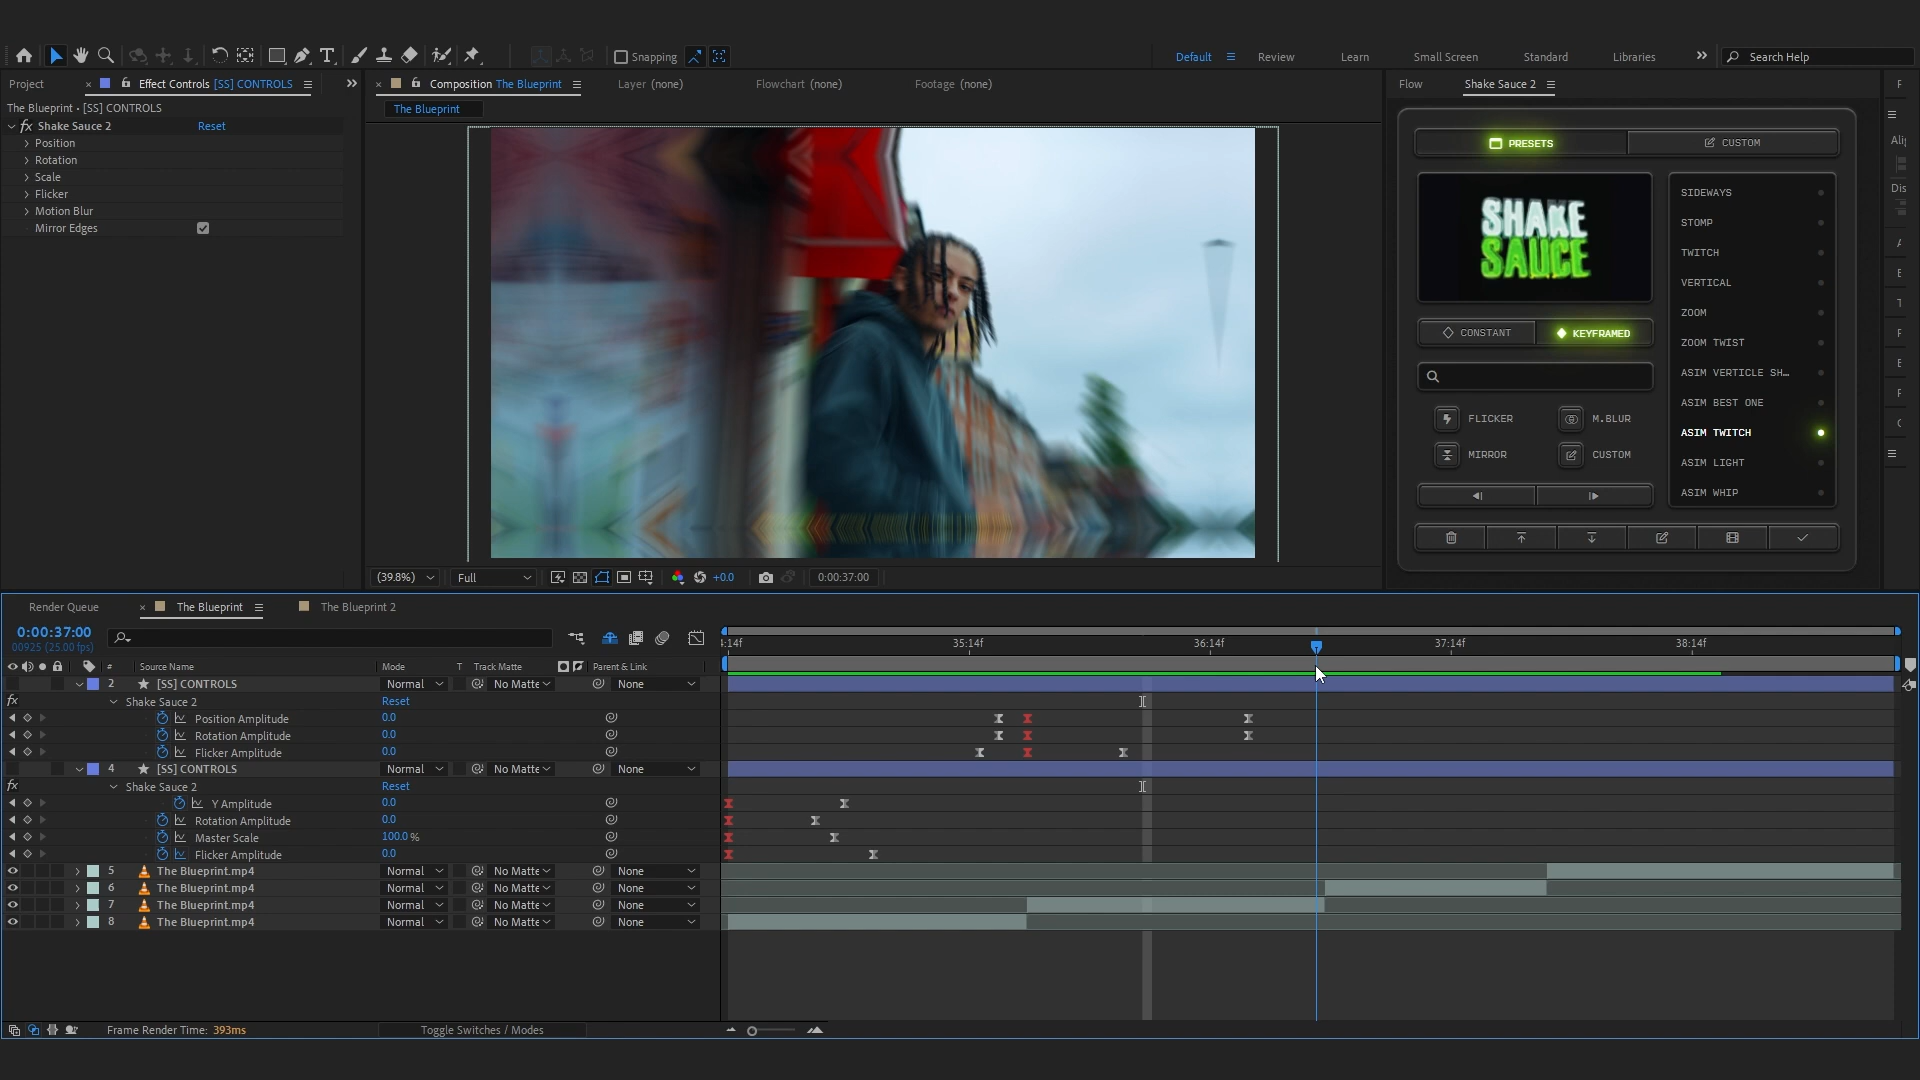 Snapping
Default
Review
Learn
Small Screen
Standard
Libraries
Search Help
Project
Effect Controls [SS] CONTROLS
Composition The Blueprint
Layer (none)
Flowchart (none)
Footage (none)
Flow
Shake Sauce 2
The Blueprint • [SS] CONTROLS
The Blueprint
fx Shake Sauce 2 Reset
Position
Rotation
Scale
Flicker
Motion Blur
Mirror Edges
PRESETS
CUSTOM
SHAKE
SAUCE
CONSTANT
KEYFRAMED
FLICKER
M.BLUR
MIRROR
CUSTOM
SIDEWAYS
STOMP
TWITCH
VERTICAL
ZOOM
ZOOM TWIST
ASIM VERTICLE SH…
ASIM BEST ONE
ASIM TWITCH
ASIM LIGHT
ASIM WHIP
(39.8%)
Full
+0.0
0:00:37:00
Render Queue
The Blueprint
The Blueprint 2
0:00:37:00
00925 (25.00 fps)
4:14f
35:14f
36:14f
37:14f
38:14f
# Source Name Mode T Track Matte Parent & Link
2 [SS] CONTROLS Normal No Matte None
fx Shake Sauce 2 Reset
Position Amplitude 0.0
Rotation Amplitude 0.0
Flicker Amplitude 0.0
4 [SS] CONTROLS Normal No Matte None
fx Shake Sauce 2 Reset
Y Amplitude 0.0
Rotation Amplitude 0.0
Master Scale 100.0 %
Flicker Amplitude 0.0
5 The Blueprint.mp4 Normal No Matte None
6 The Blueprint.mp4 Normal No Matte None
7 The Blueprint.mp4 Normal No Matte None
8 The Blueprint.mp4 Normal No Matte None
Frame Render Time: 393ms
Toggle Switches / Modes